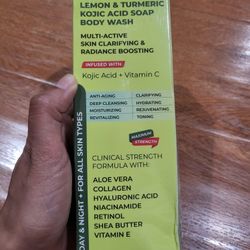 LEMON & TURMERIC
KOJIC ACID SOAP
BODY WASH
MULTI-ACTIVE
SKIN CLARIFYING &
RADIANCE BOOSTING
INFUSED WITH
Kojic Acid + Vitamin C
ANTI-AGING CLARIFYING
DEEP CLEANSING HYDRATING
MOISTURIZING REJUVENATING
REVITALIZING TONING
MAXIMUM
STRENGTH
CLINICAL STRENGTH
FORMULA WITH:
ALOE VERA
COLLAGEN
HYALURONIC ACID
NIACINAMIDE
RETINOL
SHEA BUTTER
VITAMIN E
DAY & NIGHT • FOR ALL SKIN TYPES